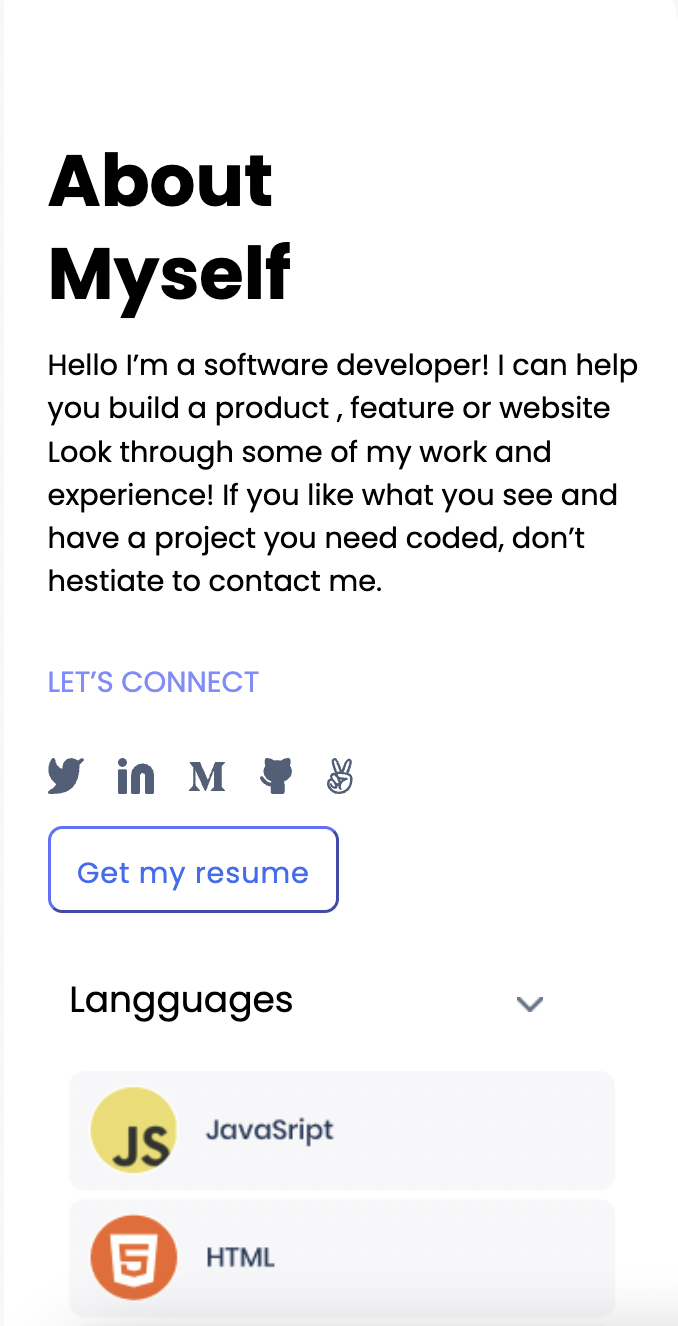 About
Myself
Hello I’m a software developer! I can help
you build a product , feature or website
Look through some of my work and
experience! If you like what you see and
have a project you need coded, don’t
hestiate to contact me.
LET’S CONNECT
in M
Get my resume
Langguages
JS JavaSript
5 HTML